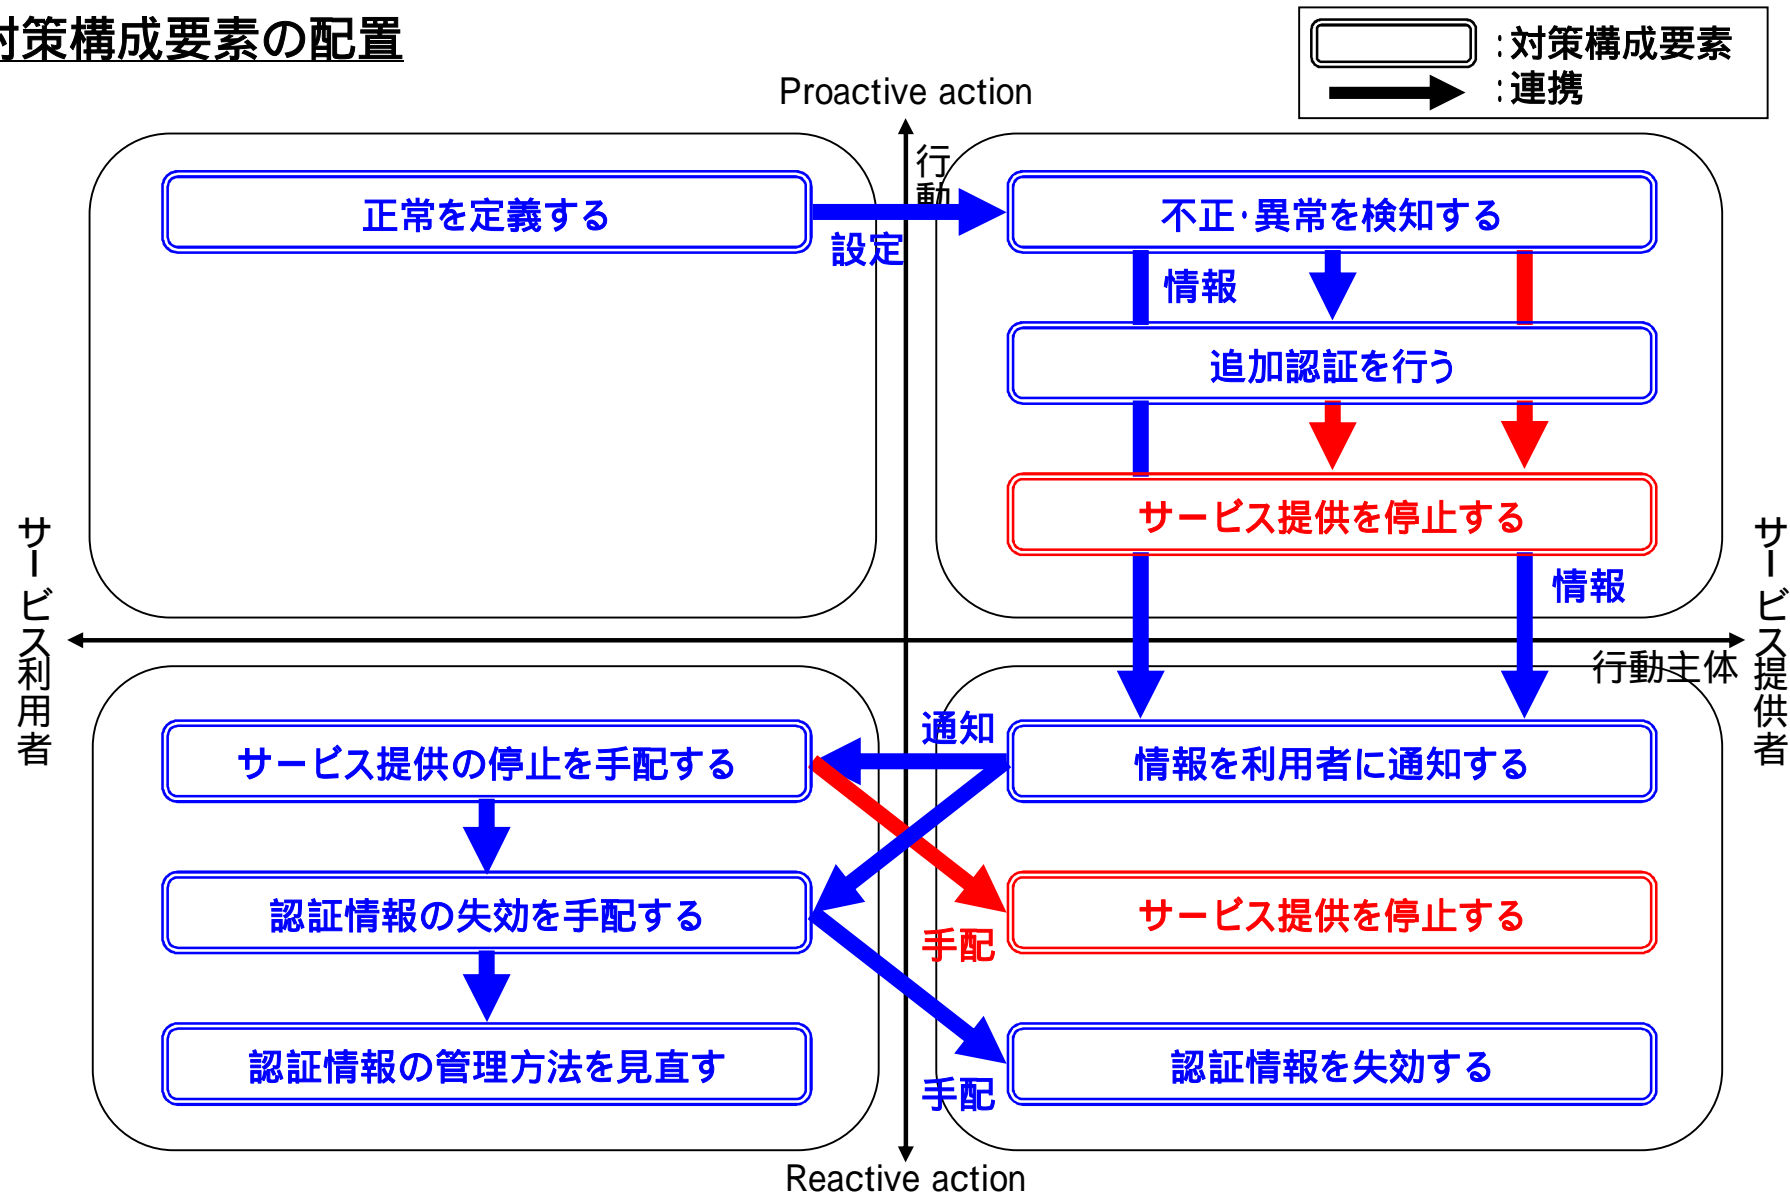 対策構成要素の配置
:対策構成要素
:連携
Proactive action
行動
正常を定義する
設定
不正・異常を検知する
情報
追加認証を行う
サービス提供を停止する
情報
サービス利用者
サービス提供者
行動主体
通知
サービス提供の停止を手配する
情報を利用者に通知する
認証情報の失効を手配する
手配
サービス提供を停止する
認証情報の管理方法を見直す
手配
認証情報を失効する
Reactive action